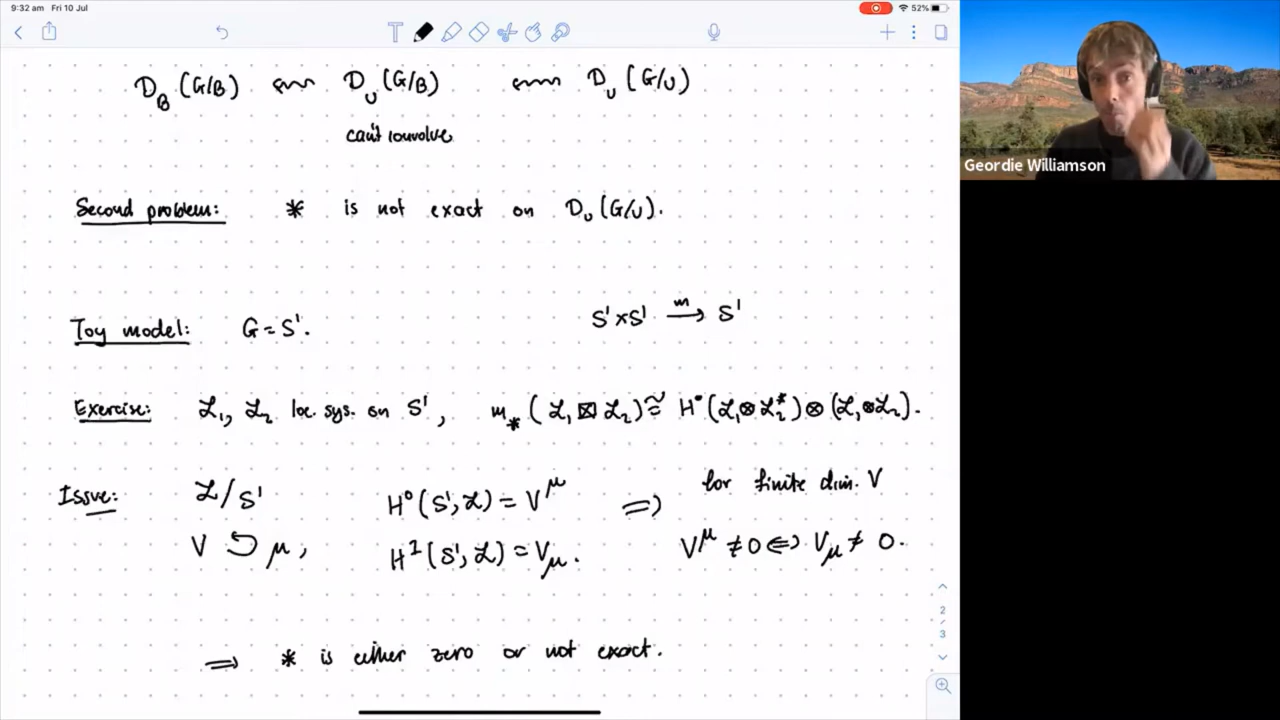 9:32 am Fri 10 Jul
52%
D_B (G/B) D_U (G/B) D_U (G/U)
can't convolve
Second problem: * is not exact on D_U (G/U).
Toy model: G = S¹. S¹×S¹ —m→ S¹
Exercise: ℒ₁, ℒ₂ loc. sys. on S¹, m_* (ℒ₁ ⊠ ℒ₂) ≅ H•(ℒ₁⊗ℒ₂*) ⊗ (ℒ₁⊗ℒ₂).
Issue: ℒ/S¹ H⁰(S¹,ℒ) = V^μ ⇒ for finite dim. V
V ↺ μ, H¹(S¹,ℒ) = V_μ. V^μ ≠ 0 ⇔ V_μ ≠ 0.
⇒ * is either zero or not exact.
2
/
3
Geordie Williamson